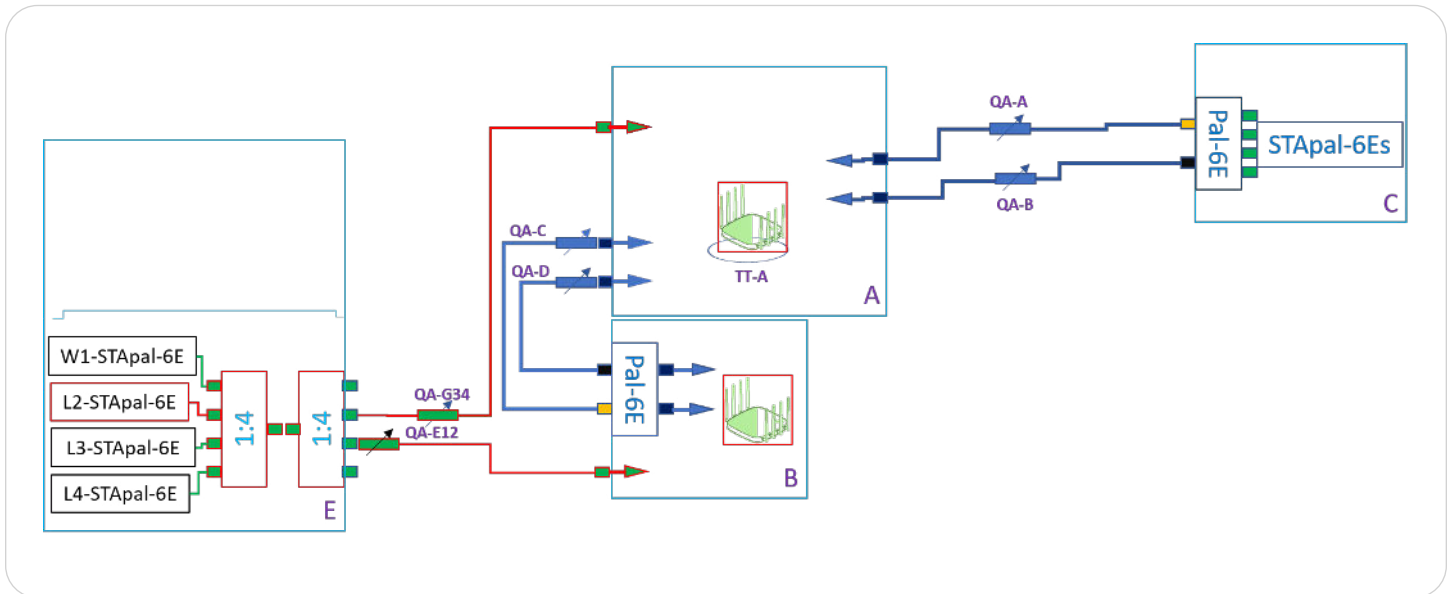 QA-A
Pal-6E
STApal-6Es
QA-B
C
QA-C
QA-D
TT-A
A
W1-STApal-6E
L2-STApal-6E
L3-STApal-6E
L4-STApal-6E
1:4
1:4
QA-G34
QA-E12
E
Pal-6E
B